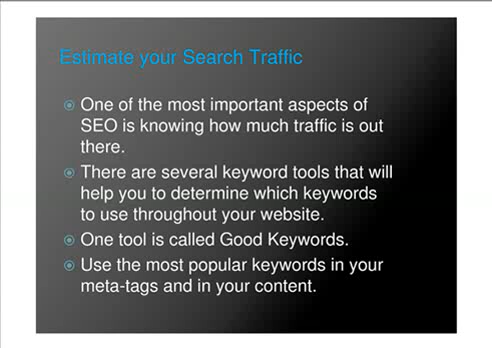 Estimate your Search Traffic
One of the most important aspects of
SEO is knowing how much traffic is out
there.
There are several keyword tools that will
help you to determine which keywords
to use throughout your website.
One tool is called Good Keywords.
Use the most popular keywords in your
meta-tags and in your content.